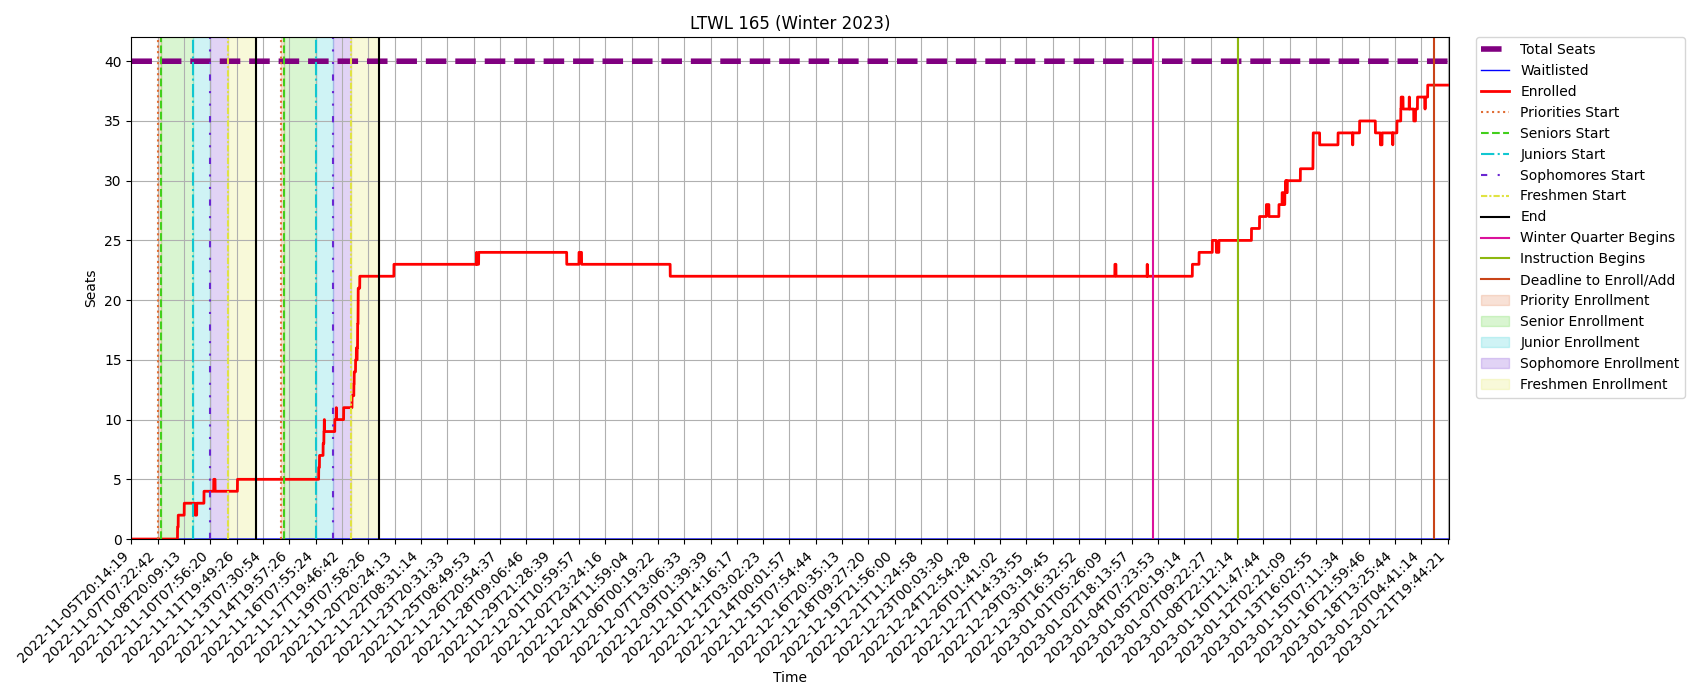 LTWL 165 (Winter 2023)
Seats
40
35
30
25
20
15
10
5
0
2022-11-05T20:14:19
2022-11-07T07:22:42
2022-11-08T20:09:13
2022-11-10T07:56:20
2022-11-11T19:49:26
2022-11-13T07:30:54
2022-11-14T19:57:26
2022-11-16T07:55:24
2022-11-17T19:46:42
2022-11-19T07:58:26
2022-11-20T20:24:13
2022-11-22T08:31:14
2022-11-23T20:31:33
2022-11-25T08:49:53
2022-11-26T20:54:37
2022-11-28T09:06:46
2022-11-29T21:28:39
2022-12-01T10:59:57
2022-12-02T23:24:16
2022-12-04T11:59:04
2022-12-06T00:19:22
2022-12-07T13:06:33
2022-12-09T01:39:39
2022-12-10T14:16:17
2022-12-12T03:02:23
2022-12-14T00:01:57
2022-12-15T07:54:44
2022-12-16T20:35:13
2022-12-18T09:27:20
2022-12-19T21:56:00
2022-12-21T11:24:58
2022-12-23T00:03:30
2022-12-24T12:54:28
2022-12-26T01:41:02
2022-12-27T14:33:55
2022-12-29T03:19:45
2022-12-30T16:32:52
2023-01-01T05:26:09
2023-01-02T18:13:57
2023-01-04T07:23:53
2023-01-05T20:19:14
2023-01-07T09:22:27
2023-01-08T22:12:14
2023-01-10T11:47:44
2023-01-12T02:21:09
2023-01-13T16:02:55
2023-01-15T07:11:34
2023-01-16T21:59:46
2023-01-18T13:25:44
2023-01-20T04:41:14
2023-01-21T19:44:21
Time
Total Seats
Waitlisted
Enrolled
Priorities Start
Seniors Start
Juniors Start
Sophomores Start
Freshmen Start
End
Winter Quarter Begins
Instruction Begins
Deadline to Enroll/Add
Priority Enrollment
Senior Enrollment
Junior Enrollment
Sophomore Enrollment
Freshmen Enrollment